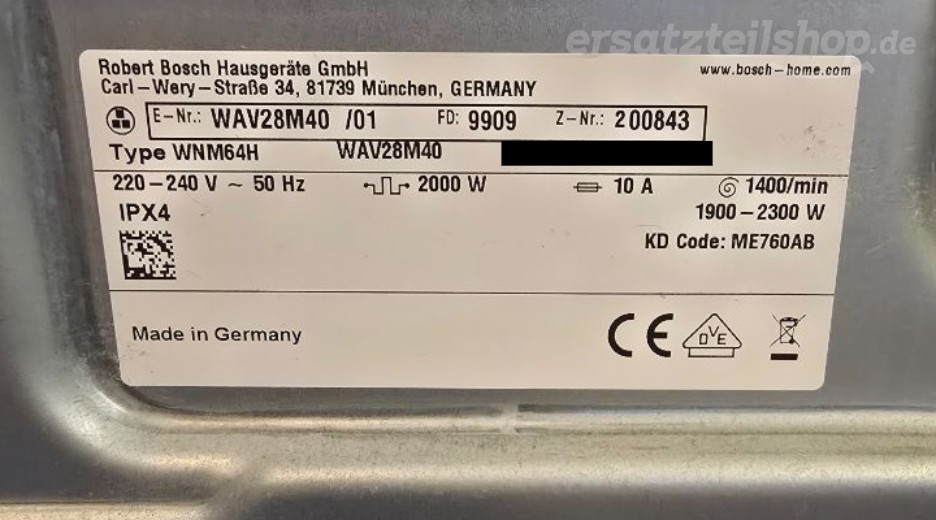 ersatzteilshop.de
Robert Bosch Hausgeräte GmbH www.bosch-home.com
Carl-Wery-Straße 34, 81739 München, GERMANY
E-Nr.: WAV28M40 /01 FD: 9909 Z-Nr.: 200843
Type WNM64H WAV28M40
220-240 V ~ 50 Hz 2000 W 10 A 1400/min
IPX4 1900-2300 W
KD Code: ME760AB
Made in Germany CE DVE